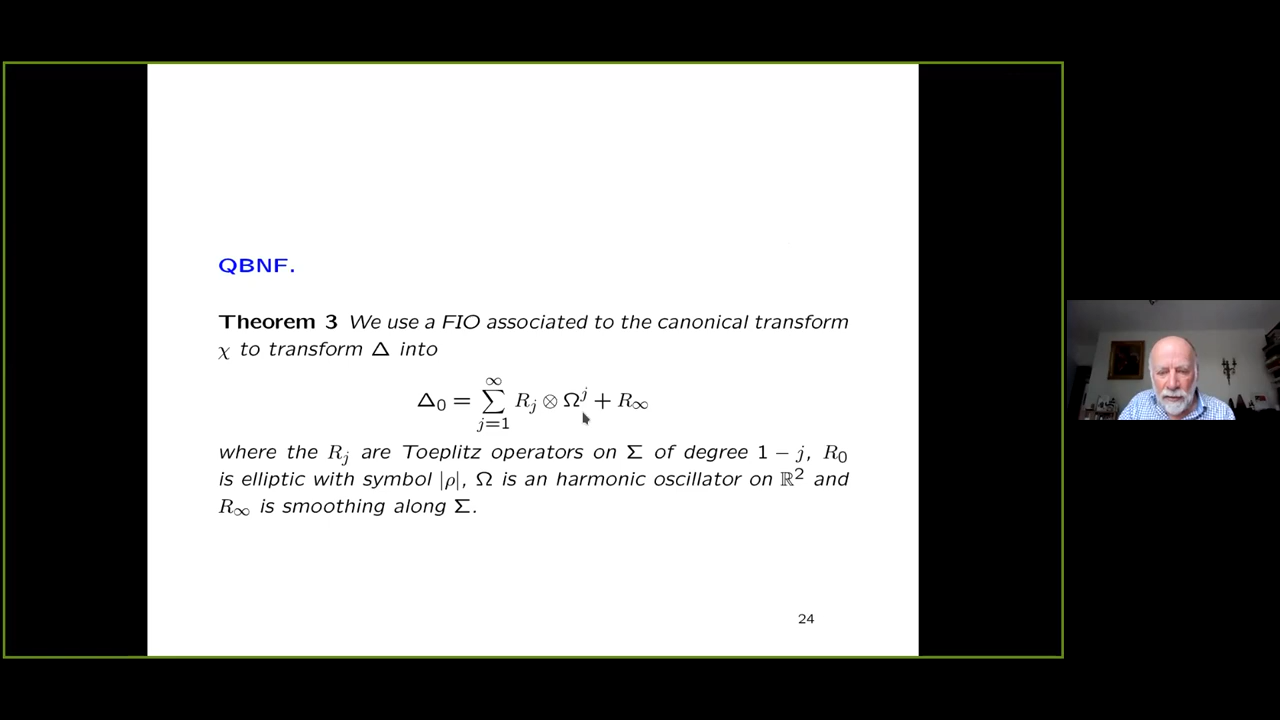 QBNF.
Theorem 3 We use a FIO associated to the canonical transform
χ to transform Δ into
Δ₀ = ∑_{j=1}^{∞} R_j ⊗ Ω^j + R_∞
where the R_j are Toeplitz operators on Σ of degree 1 − j, R₀
is elliptic with symbol |ρ|, Ω is an harmonic oscillator on ℝ² and
R_∞ is smoothing along Σ.
24